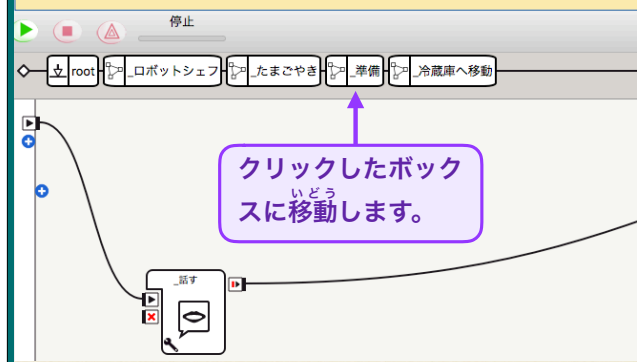 停止
root _ロボットシェフ _たまごやき _準備 _冷蔵庫へ移動
クリックしたボック
いどう
スに移動します。
_話す